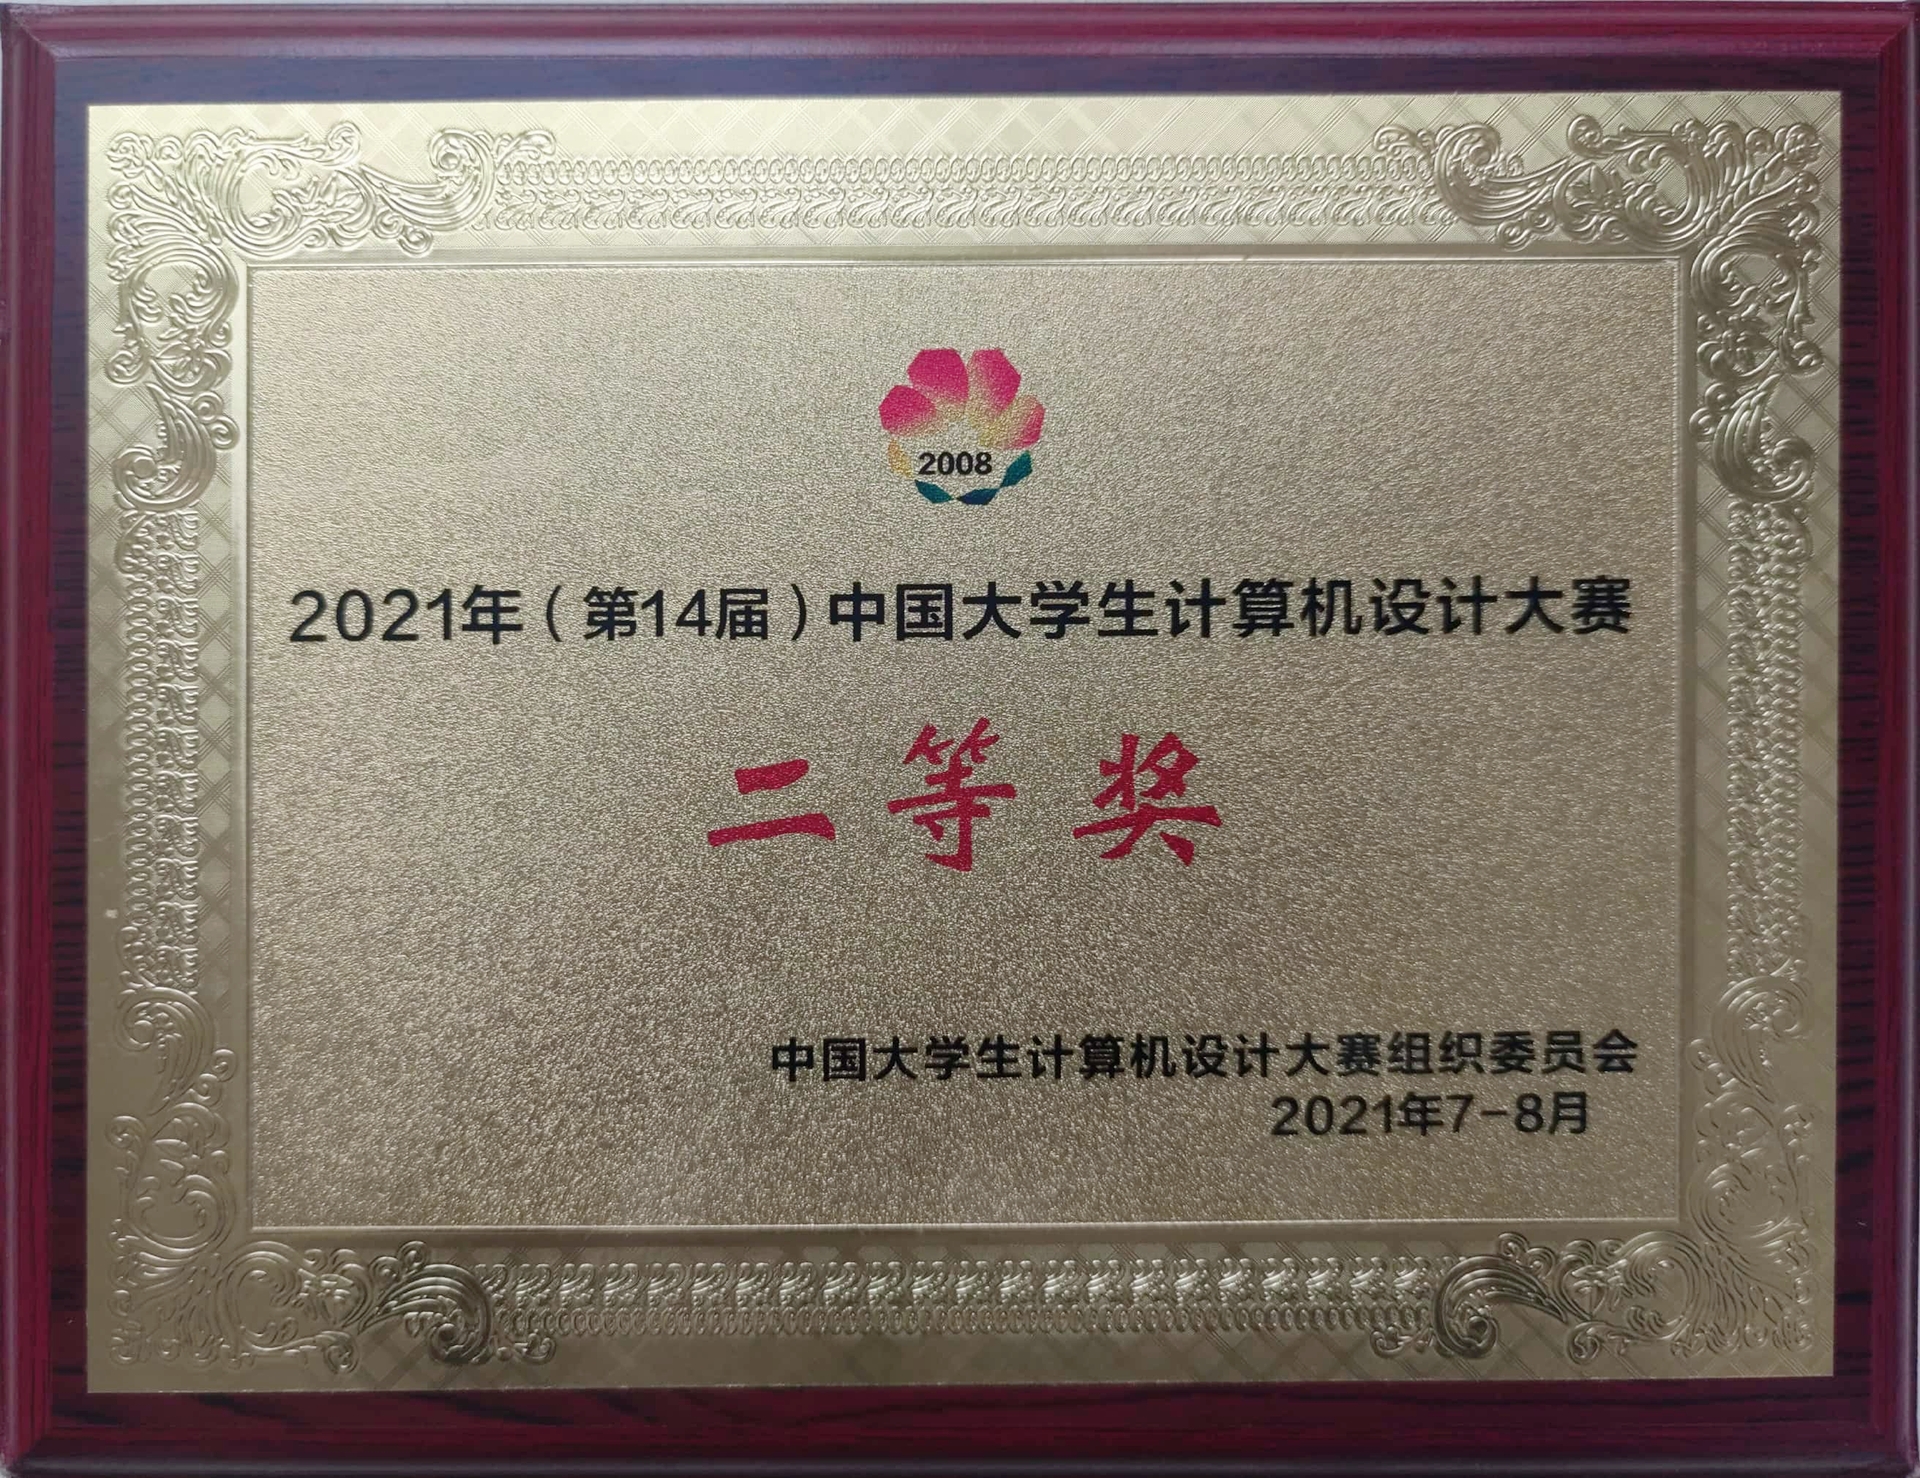 2008
2021年（第14届）中国大学生计算机设计大赛
二等奖
中国大学生计算机设计大赛组织委员会
2021年7-8月